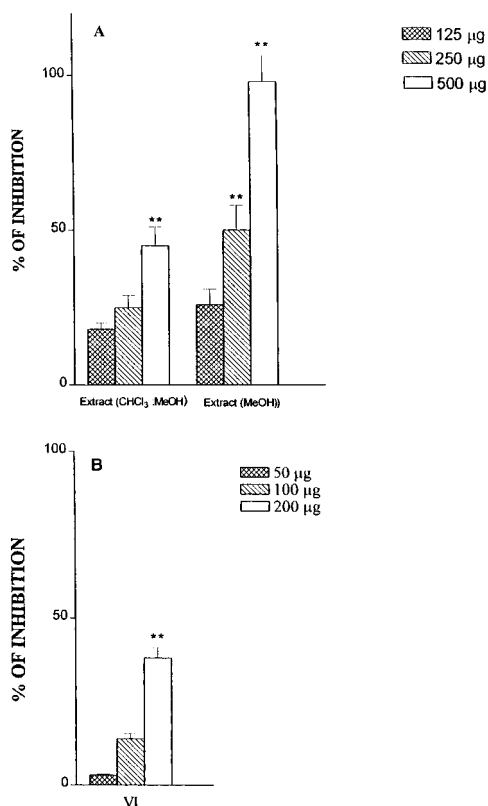 A
125 µg
250 µg
500 µg
% OF INHIBITION
100
50
0
**
**
**
Extract (CHCl3 .MeOH)
Extract (MeOH))
B
50 µg
100 µg
200 µg
% OF INHIBITION
100
50
0
**
VI